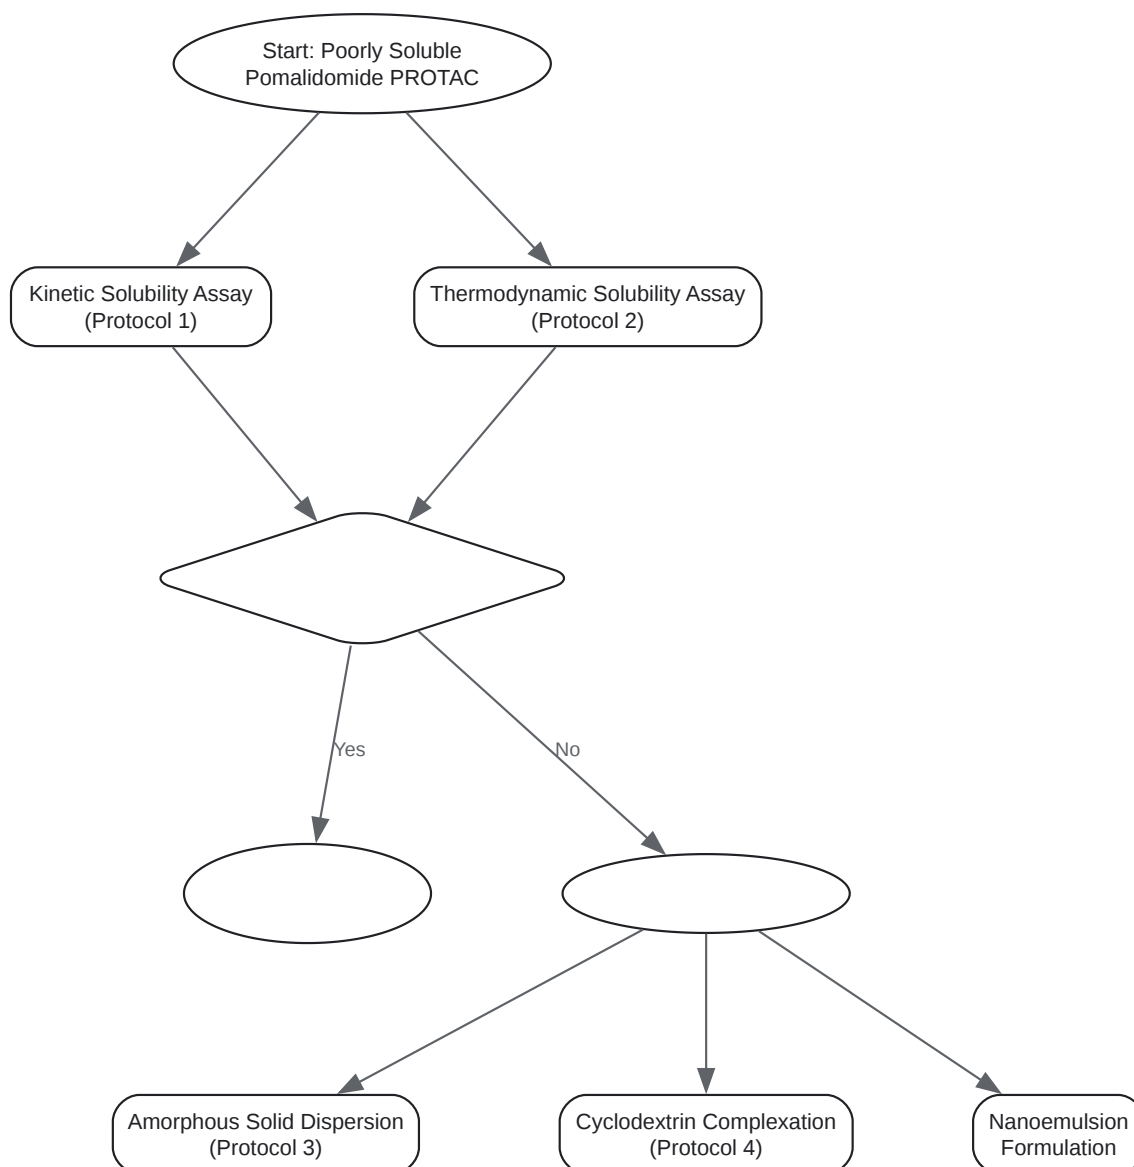 Start: Poorly Soluble
Pomalidomide PROTAC
Kinetic Solubility Assay
(Protocol 1)
Thermodynamic Solubility Assay
(Protocol 2)
Yes
No
Amorphous Solid Dispersion
(Protocol 3)
Cyclodextrin Complexation
(Protocol 4)
Nanoemulsion
Formulation